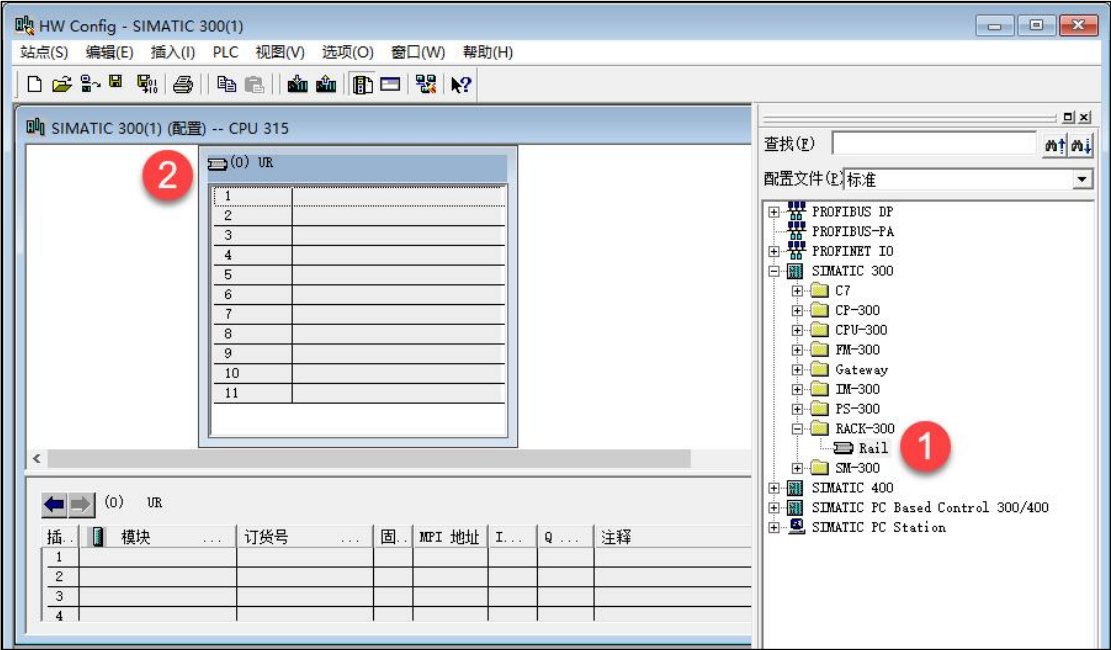 HW Config - SIMATIC 300(1)
站点(S) 编辑(E) 插入(I) PLC 视图(V) 选项(O) 窗口(W) 帮助(H)
SIMATIC 300(1) (配置) -- CPU 315
2
(0) UR
1
2
3
4
5
6
7
8
9
10
11
查找(F)
配置文件(P) 标准
PROFIBUS DP
PROFIBUS-PA
PROFINET IO
SIMATIC 300
C7
CP-300
CPU-300
FM-300
Gateway
IM-300
PS-300
RACK-300
Rail
1
SM-300
SIMATIC 400
SIMATIC PC Based Control 300/400
SIMATIC PC Station
(0) UR
插.. 模块 ... 订货号 ... 固.. MPI 地址 I... Q ... 注释
1
2
3
4